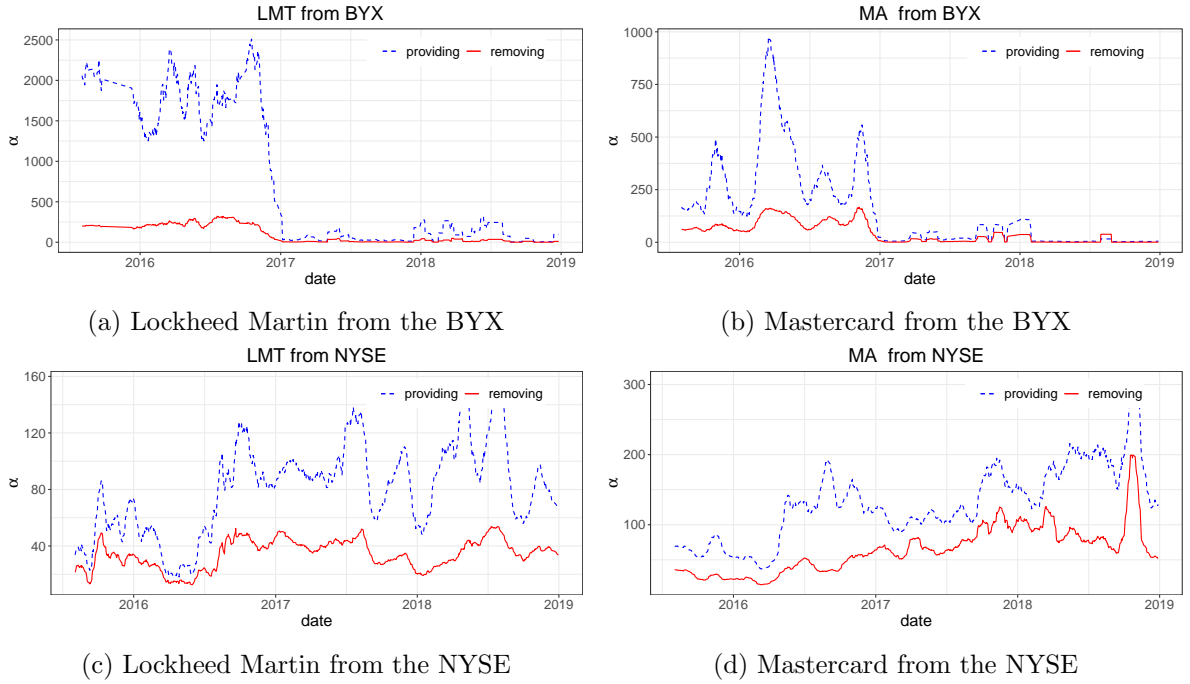 LMT from BYX
providing removing
2500
2000
1500
1000
500
0
α
2016 2017 2018 2019
date
(a) Lockheed Martin from the BYX
MA from BYX
providing removing
1000
750
500
250
0
α
2016 2017 2018 2019
date
(b) Mastercard from the BYX
LMT from NYSE
providing removing
160
120
80
40
α
2016 2017 2018 2019
date
(c) Lockheed Martin from the NYSE
MA from NYSE
providing removing
300
200
100
α
2016 2017 2018 2019
date
(d) Mastercard from the NYSE